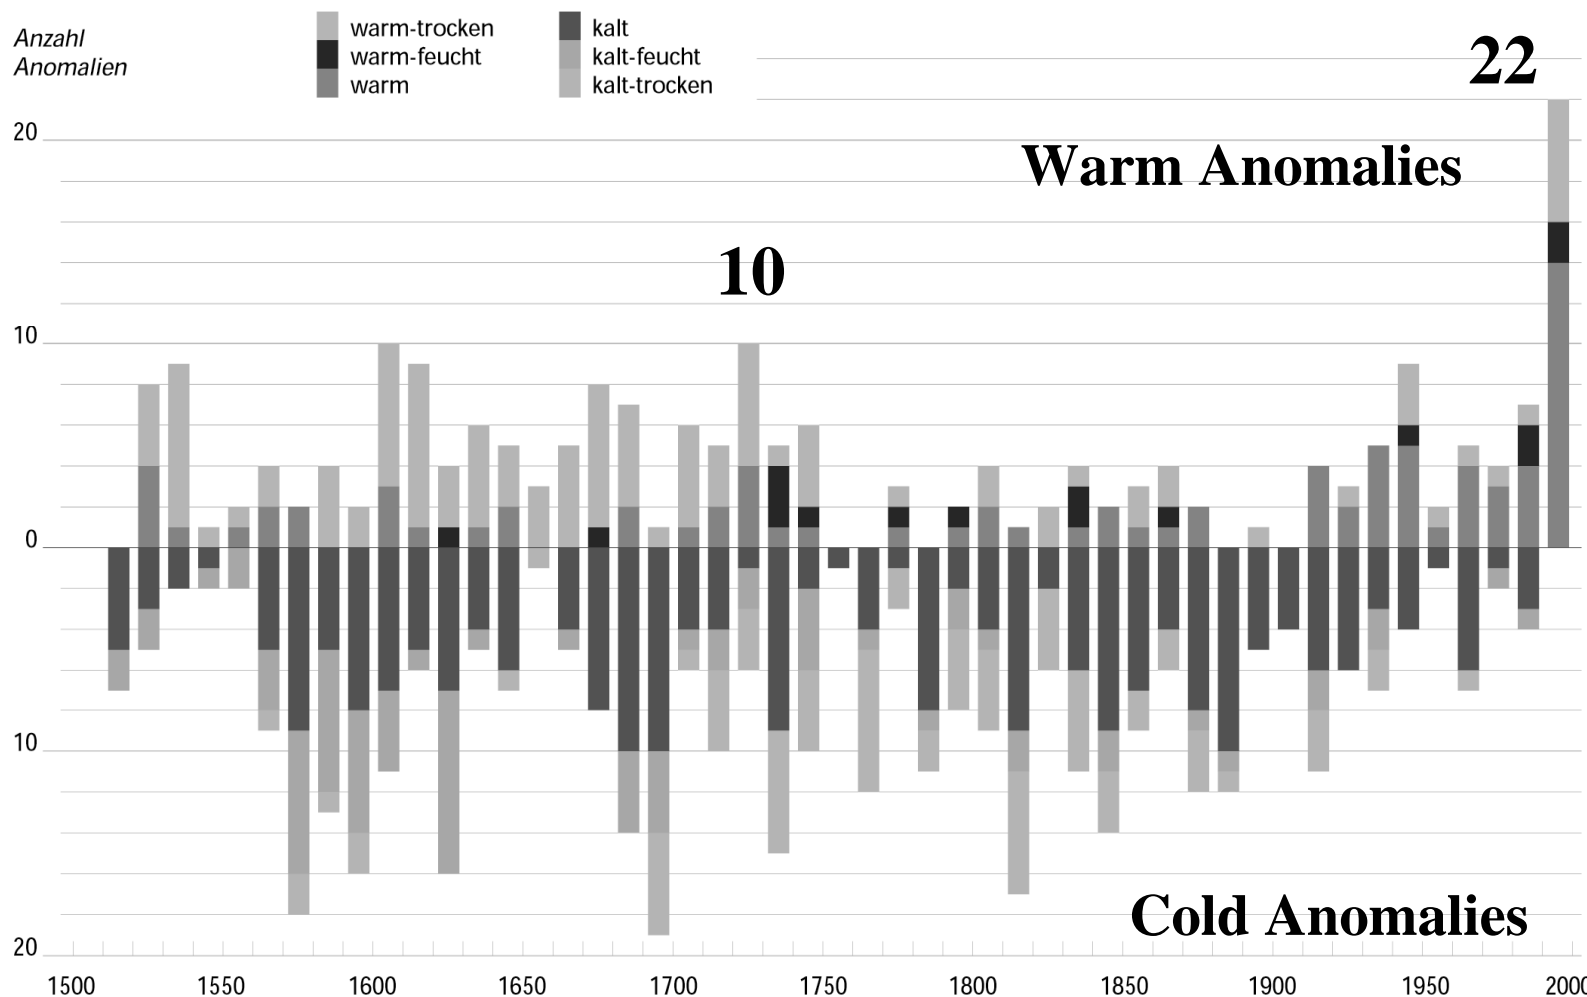 Anzahl
Anomalien
warm-trocken
warm-feucht
warm
kalt
kalt-feucht
kalt-trocken
22
20
Warm Anomalies
10
10
0
10
Cold Anomalies
20
1500 1550 1600 1650 1700 1750 1800 1850 1900 1950 2000